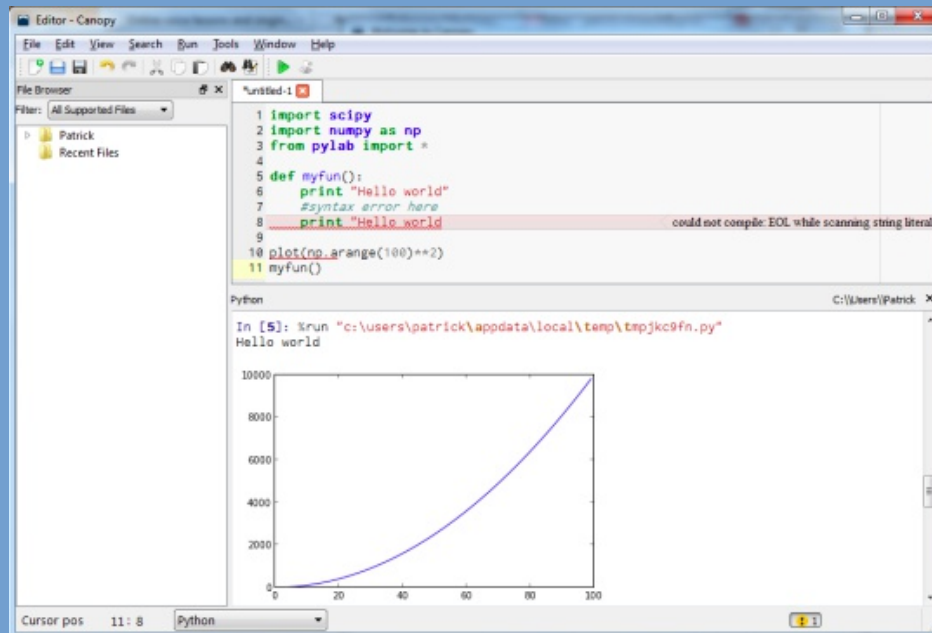 Editor - Canopy
File Edit View Search Run Tools Window Help
File Browser
Filter: All Supported Files
Patrick
Recent Files
*untitled-1
1 import scipy
2 import numpy as np
3 from pylab import *
4
5 def myfun():
6 print "Hello world"
7 #syntax error here
8 print "Hello world could not compile: EOL while scanning string literal
9
10 plot(np.arange(100)**2)
11 myfun()
Python C:\\Users\\Patrick
In [5]: %run "c:\users\patrick\appdata\local\temp\tmpjkc9fn.py"
Hello world
10000
8000
6000
4000
2000
0
0 20 40 60 80 100
Cursor pos 11: 8 Python 1